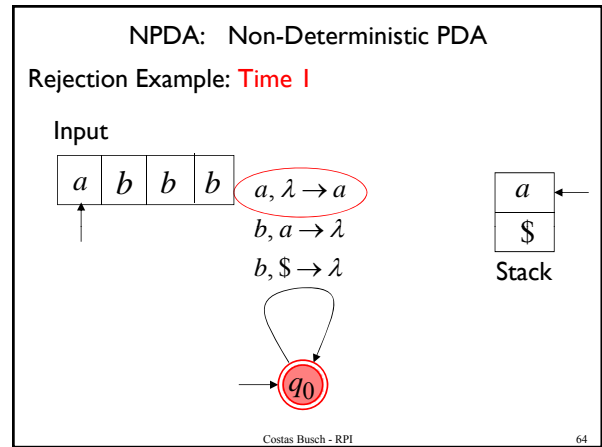 NPDA: Non-Deterministic PDA
Rejection Example: Time 1
Input
a b b b
a, λ → a
b, a → λ
b, $ → λ
a
$
Stack
q0
Costas Busch - RPI 64